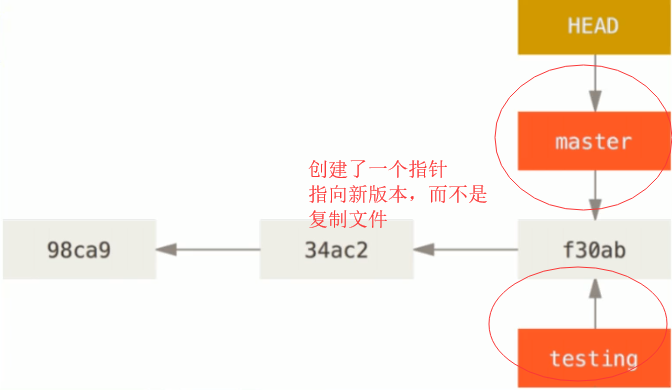 HEAD
master
创建了一个指针
指向新版本，而不是
复制文件
98ca9
34ac2
f30ab
testing